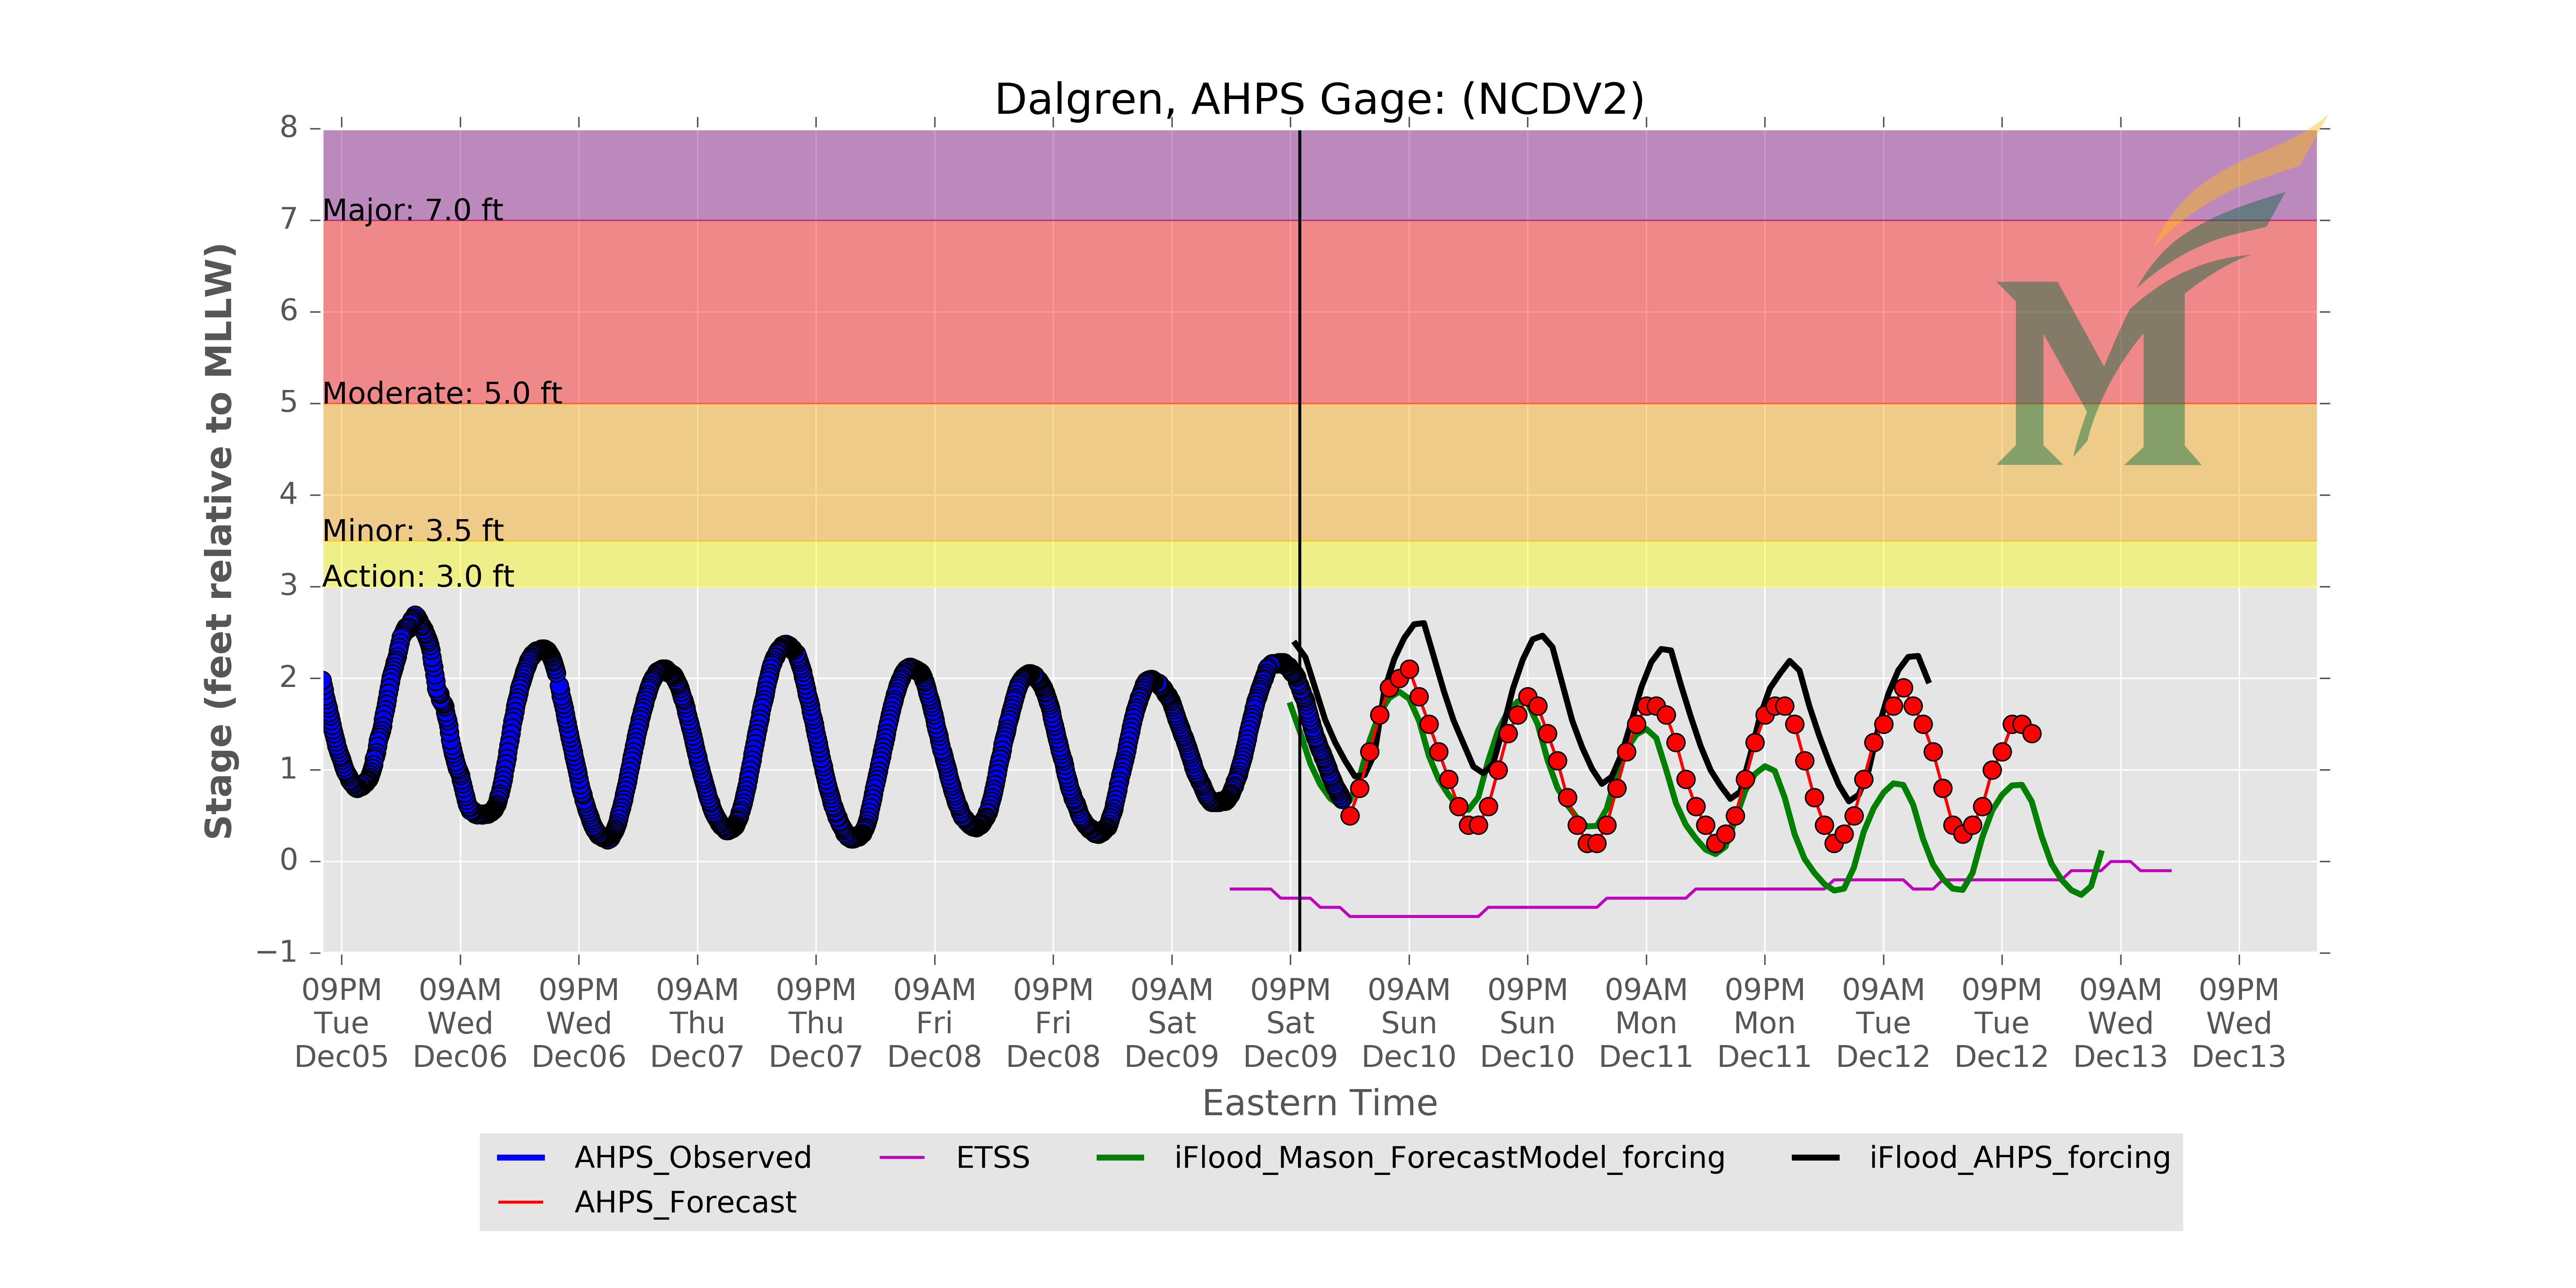 Dalgren, AHPS Gage: (NCDV2)
Stage (feet relative to MLLW)
8
7
6
5
4
3
2
1
0
−1
Major: 7.0 ft
Moderate: 5.0 ft
Minor: 3.5 ft
Action: 3.0 ft
M
09PM 09AM 09PM 09AM 09PM 09AM 09PM 09AM 09PM 09AM 09PM 09AM 09PM 09AM 09PM 09AM 09PM
Tue Wed Wed Thu Thu Fri Fri Sat Sat Sun Sun Mon Mon Tue Tue Wed Wed
Dec05 Dec06 Dec06 Dec07 Dec07 Dec08 Dec08 Dec09 Dec09 Dec10 Dec10 Dec11 Dec11 Dec12 Dec12 Dec13 Dec13
Eastern Time
AHPS_Observed ETSS iFlood_Mason_ForecastModel_forcing iFlood_AHPS_forcing
AHPS_Forecast